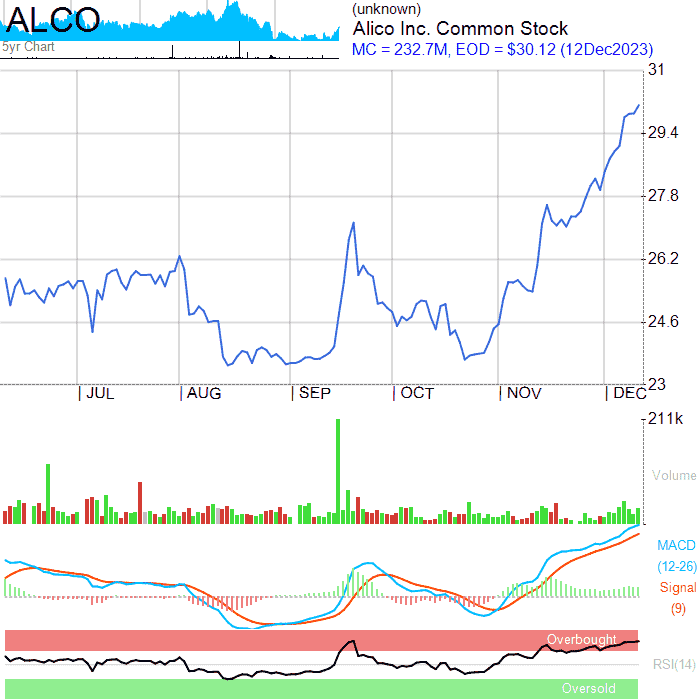 ALCO
5yr Chart
(unknown)
Alico Inc. Common Stock
MC = 232.7M, EOD = $30.12 (12Dec2023)
31
29.4
27.8
26.2
24.6
23
JUL AUG SEP OCT NOV DEC
211k
Volume
MACD
(12-26)
Signal
(9)
Overbought
RSI(14)
Oversold